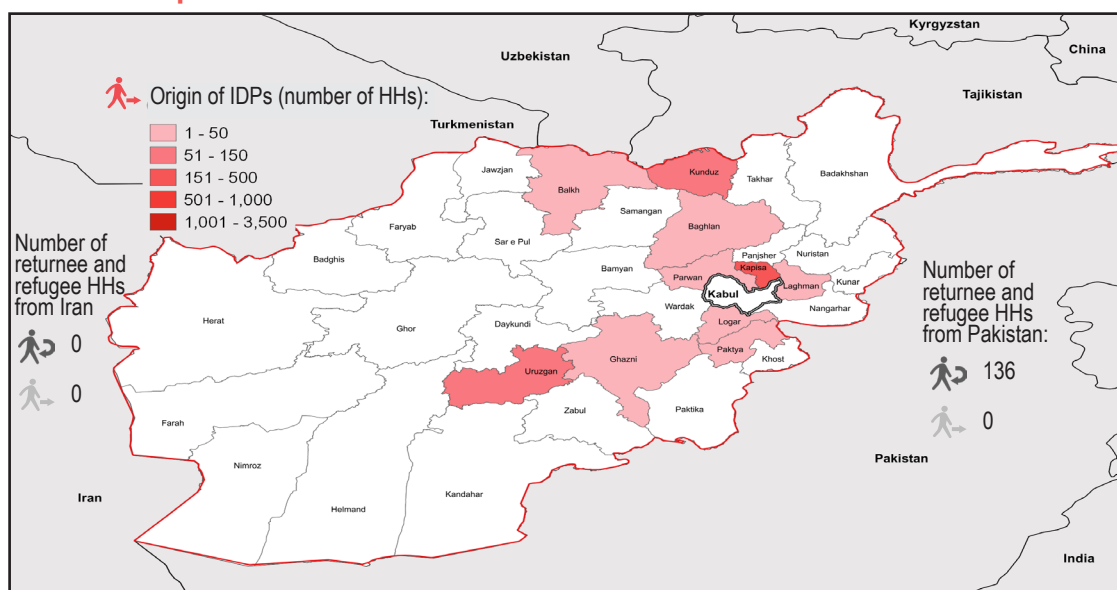 Kyrgyzstan
China
Uzbekistan
Tajikistan
Turkmenistan
Origin of IDPs (number of HHs):
1 - 50
51 - 150
151 - 500
501 - 1,000
1,001 - 3,500
Number of
returnee and
refugee HHs
from Iran
0
0
Jawzjan
Balkh
Kunduz
Takhar
Badakhshan
Samangan
Faryab
Baghlan
Sar e Pul
Badghis
Panjsher
Nuristan
Bamyan
Parwan
Kapisa
Laghman
Kunar
Kabul
Herat
Wardak
Nangarhar
Ghor
Daykundi
Logar
Ghazni
Paktya
Khost
Uruzgan
Zabul
Paktika
Farah
Nimroz
Kandahar
Helmand
Number of
returnee and
refugee HHs
from Pakistan:
136
0
Iran
Pakistan
India